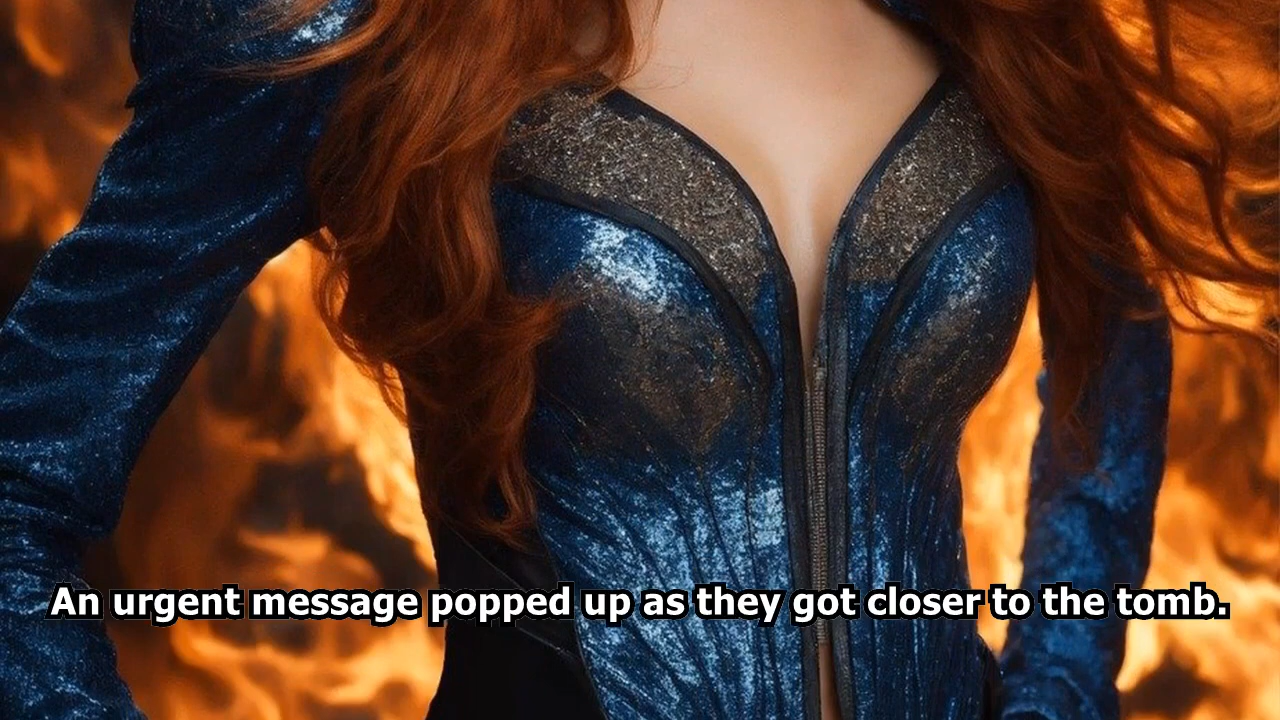 An urgent message popped up as they got closer to the tomb.